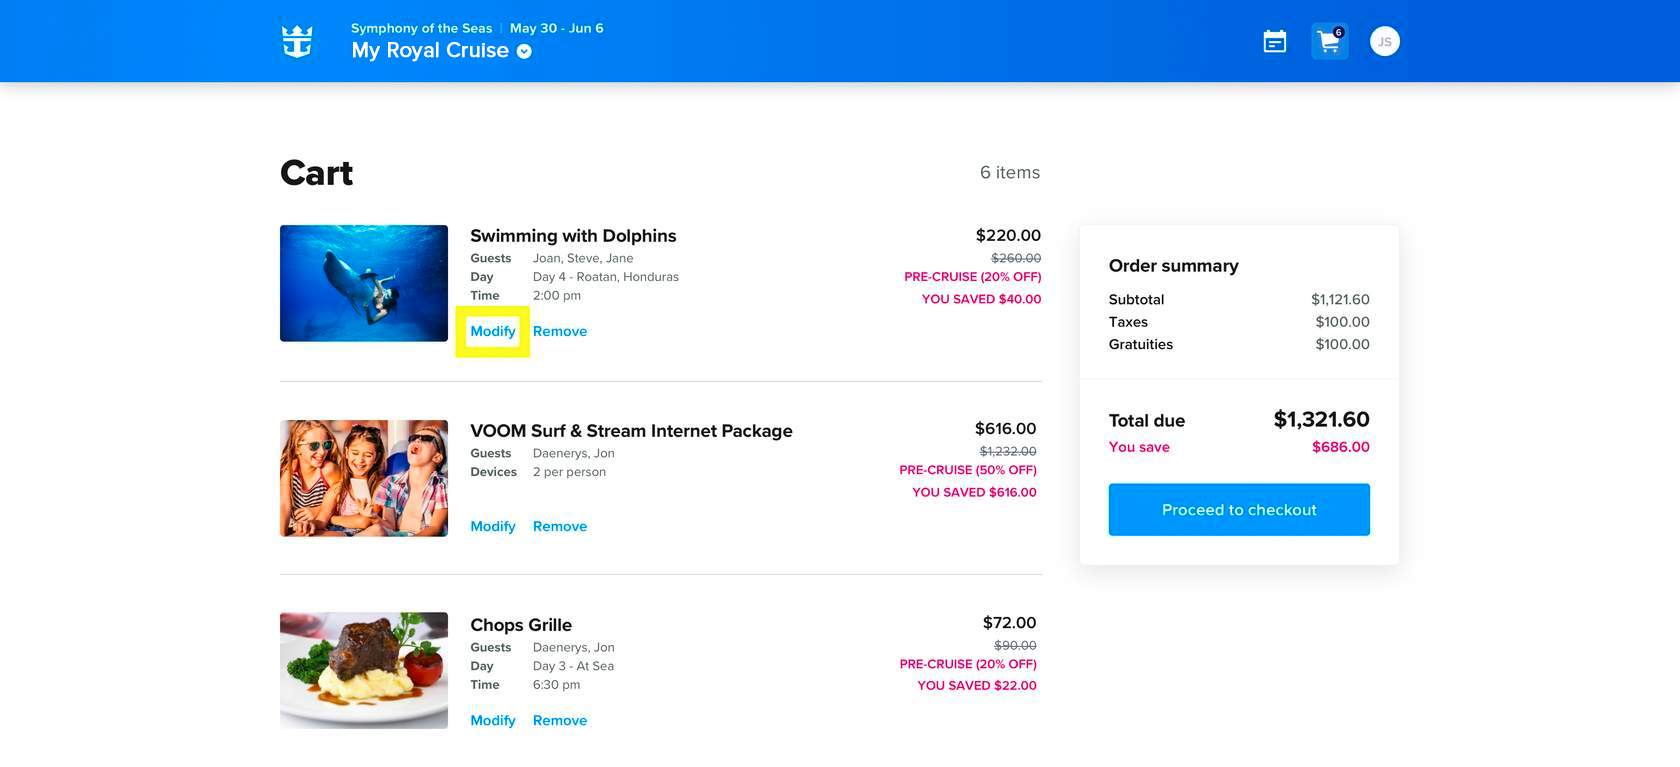 Symphony of the Seas | May 30 - Jun 6
My Royal Cruise
6
JS
Cart
6 items
Swimming with Dolphins
$220.00
Guests Joan, Steve, Jane
$260.00
Day Day 4 - Roatan, Honduras
PRE-CRUISE (20% OFF)
Time 2:00 pm
YOU SAVED $40.00
Modify Remove
VOOM Surf & Stream Internet Package
$616.00
Guests Daenerys, Jon
$1,232.00
Devices 2 per person
PRE-CRUISE (50% OFF)
YOU SAVED $616.00
Modify Remove
Chops Grille
$72.00
Guests Daenerys, Jon
$90.00
Day Day 3 - At Sea
PRE-CRUISE (20% OFF)
Time 6:30 pm
YOU SAVED $22.00
Modify Remove
Order summary
Subtotal $1,121.60
Taxes $100.00
Gratuities $100.00
Total due $1,321.60
You save $686.00
Proceed to checkout